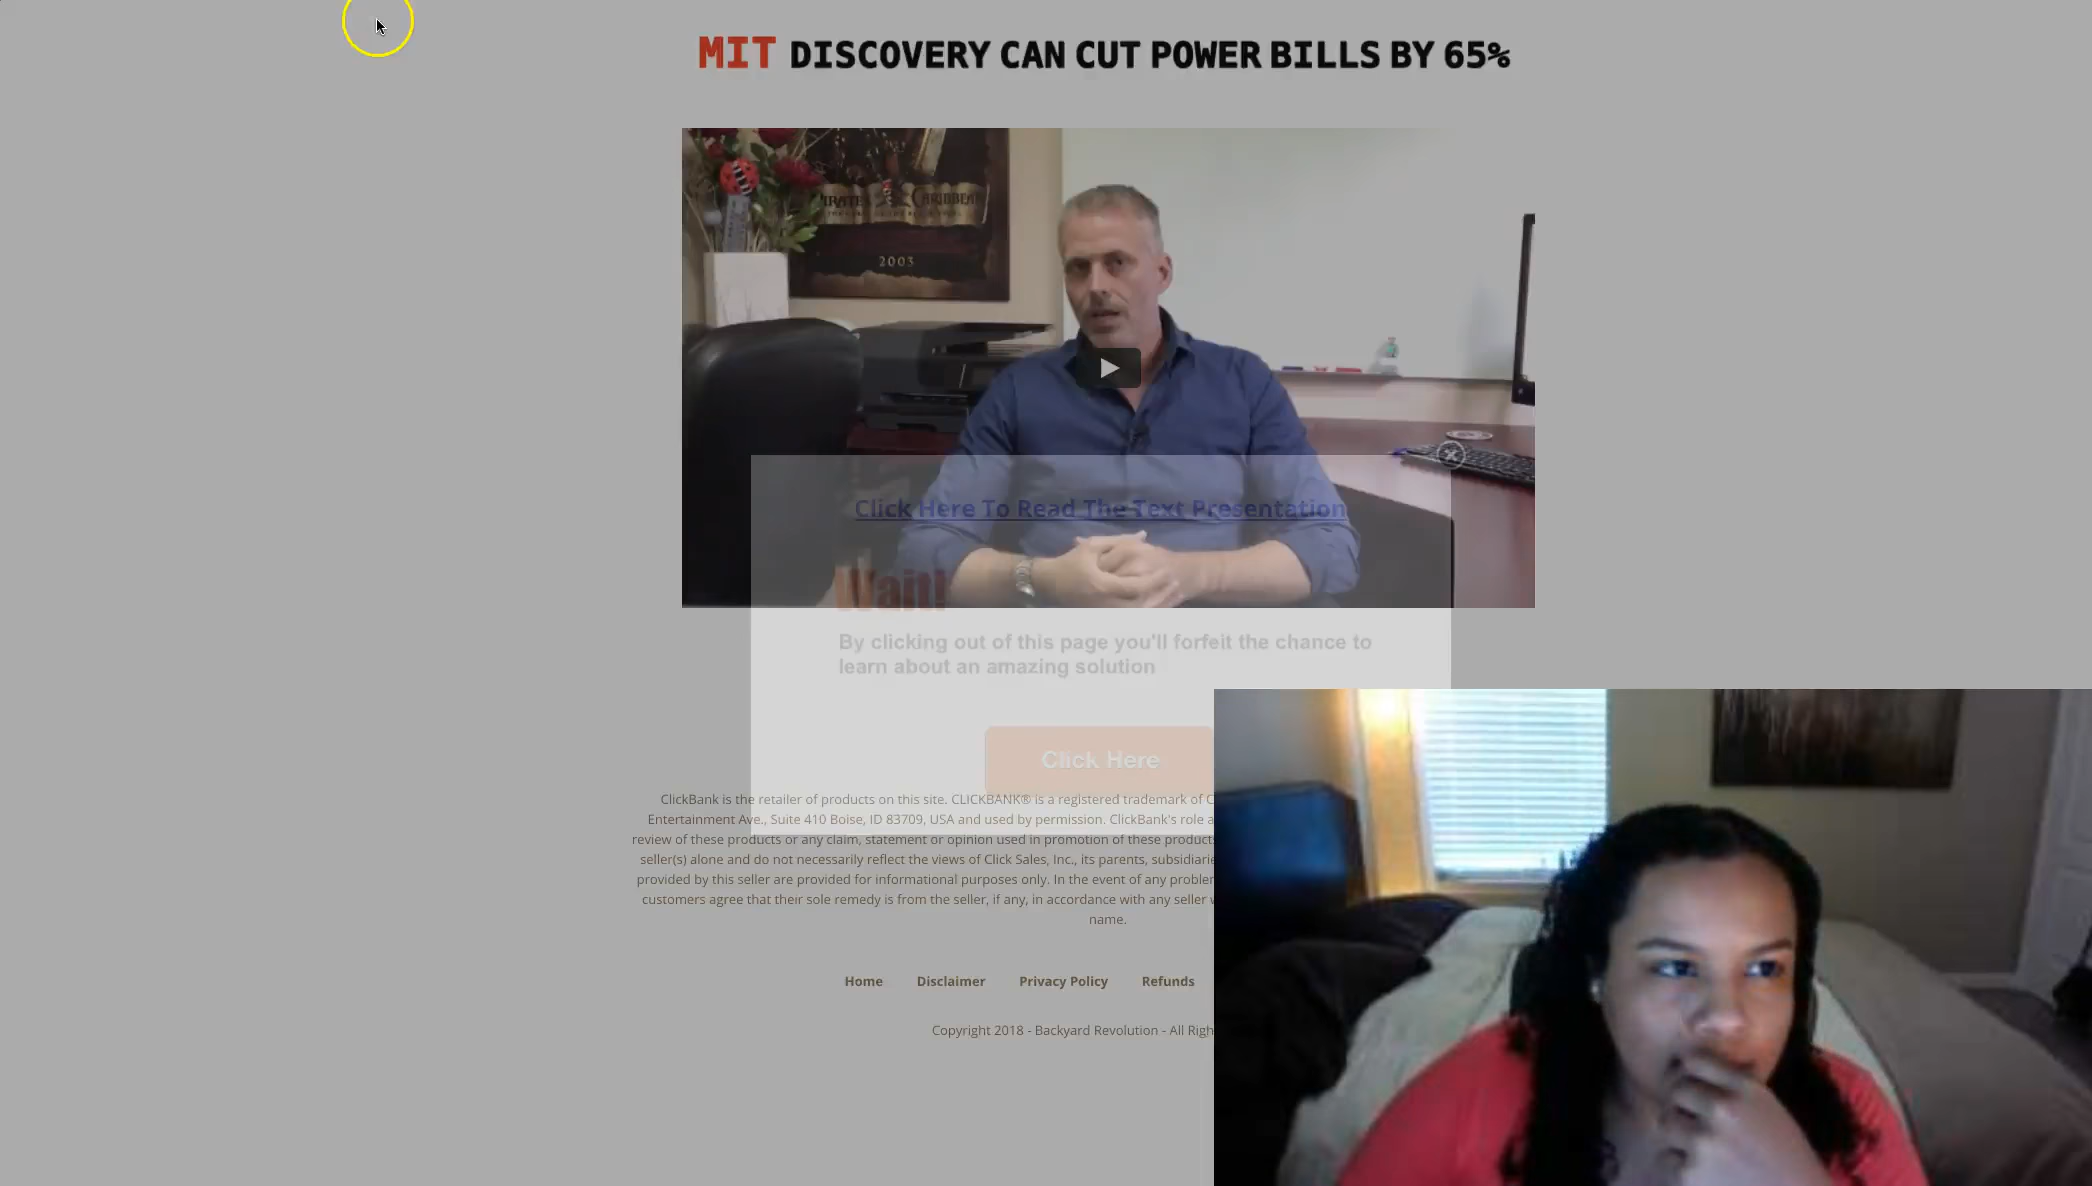 MIT DISCOVERY CAN CUT POWER BILLS BY 65%
PIRATES CARIBBEAN
2003
Click Here To Read The Text Presentation
Wait!
By clicking out of this page you'll forfeit the chance to
learn about an amazing solution
Click Here
ClickBank is the retailer of products on this site. CLICKBANK® is a registered trademark of C
Entertainment Ave., Suite 410 Boise, ID 83709, USA and used by permission. ClickBank's role a
review of these products or any claim, statement or opinion used in promotion of these product
seller(s) alone and do not necessarily reflect the views of Click Sales, Inc., its parents, subsidiarie
provided by this seller are provided for informational purposes only. In the event of any probler
customers agree that their sole remedy is from the seller, if any, in accordance with any seller w
name.
Home Disclaimer Privacy Policy Refunds
Copyright 2018 - Backyard Revolution - All Righ